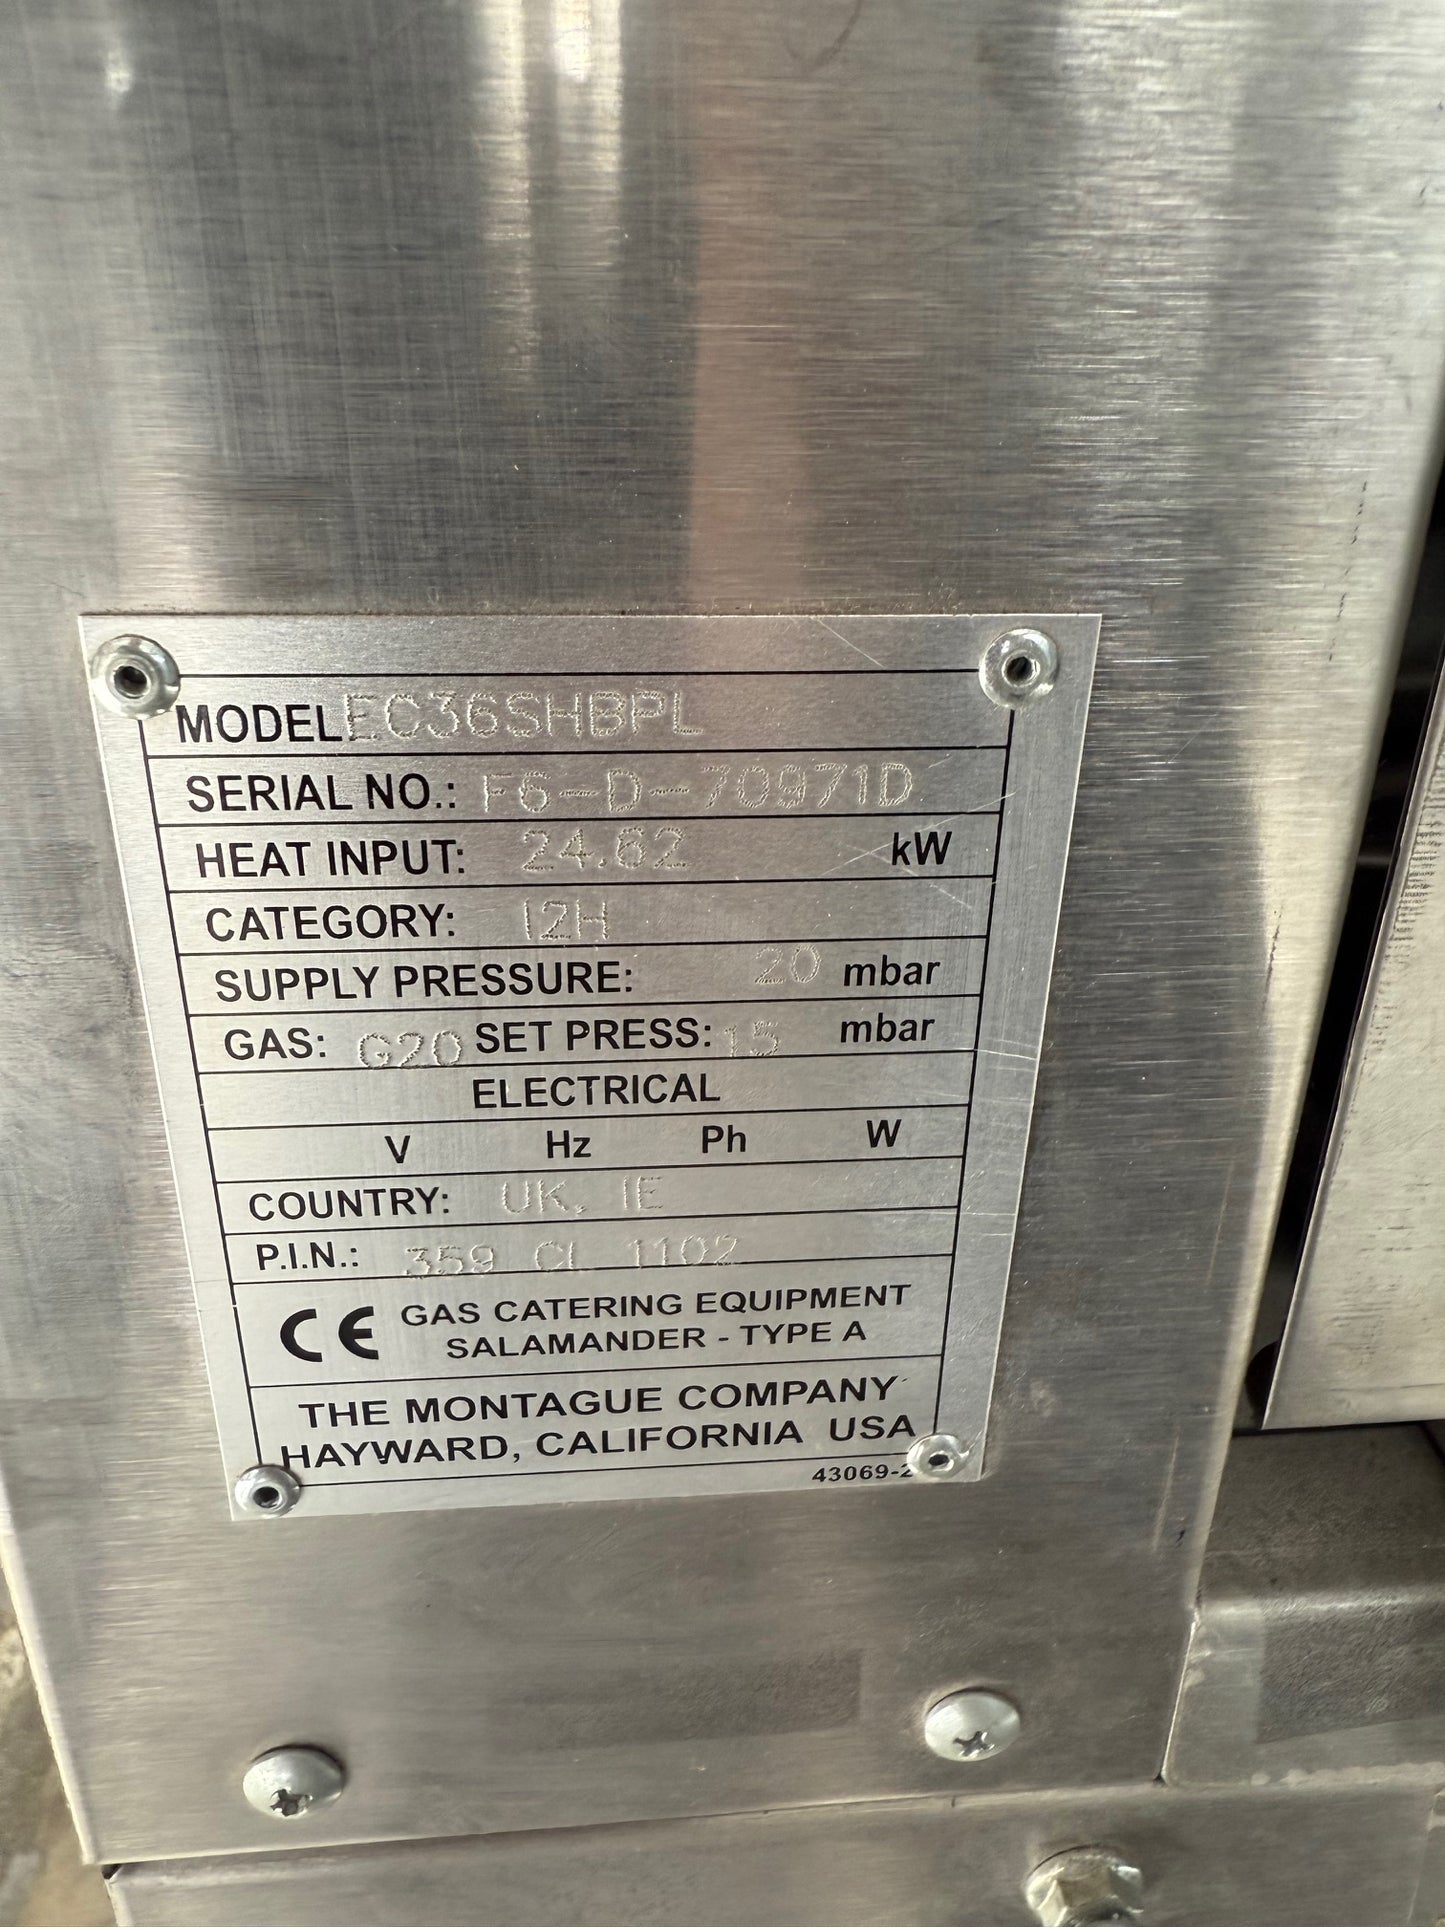 MODEL EC36SHBPL
SERIAL NO.: F6-D-70971D
HEAT INPUT: 24.62 kW
CATEGORY: I2H
SUPPLY PRESSURE: 20 mbar
GAS: G20 SET PRESS: 15 mbar
ELECTRICAL
V Hz Ph W
COUNTRY: UK, IE
P.I.N.: 359 CL 1102
CE GAS CATERING EQUIPMENT
SALAMANDER - TYPE A
THE MONTAGUE COMPANY
HAYWARD, CALIFORNIA USA
43069-2